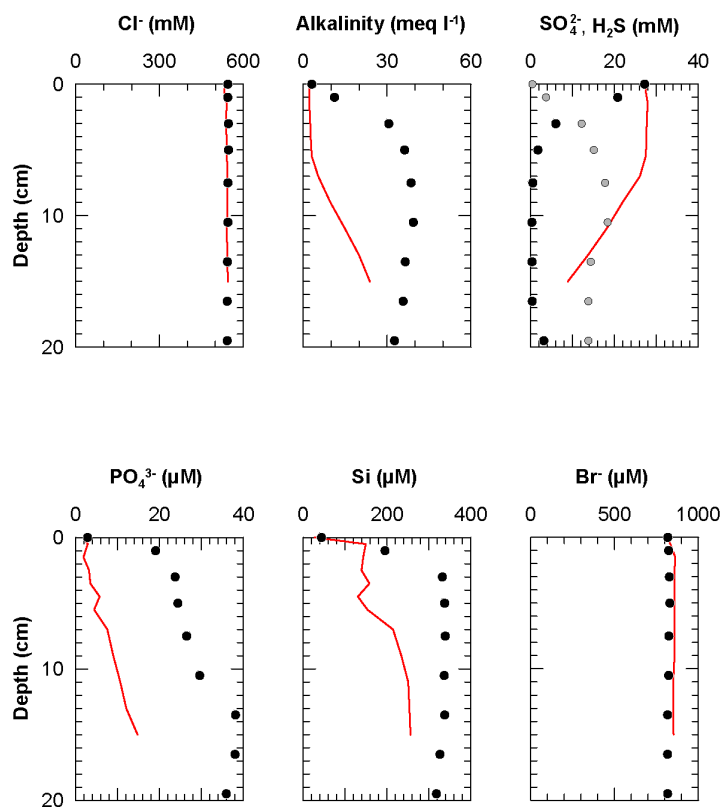 Cl⁻ (mM) Alkalinity (meq l⁻¹) SO₄²⁻, H₂S (mM)
0 300 600 0 30 60 0 20 40
0
10
20
Depth (cm)
PO₄³⁻ (µM) Si (µM) Br⁻ (µM)
0 20 40 0 100 200 300 400 0 500 1000
0
10
20
Depth (cm)